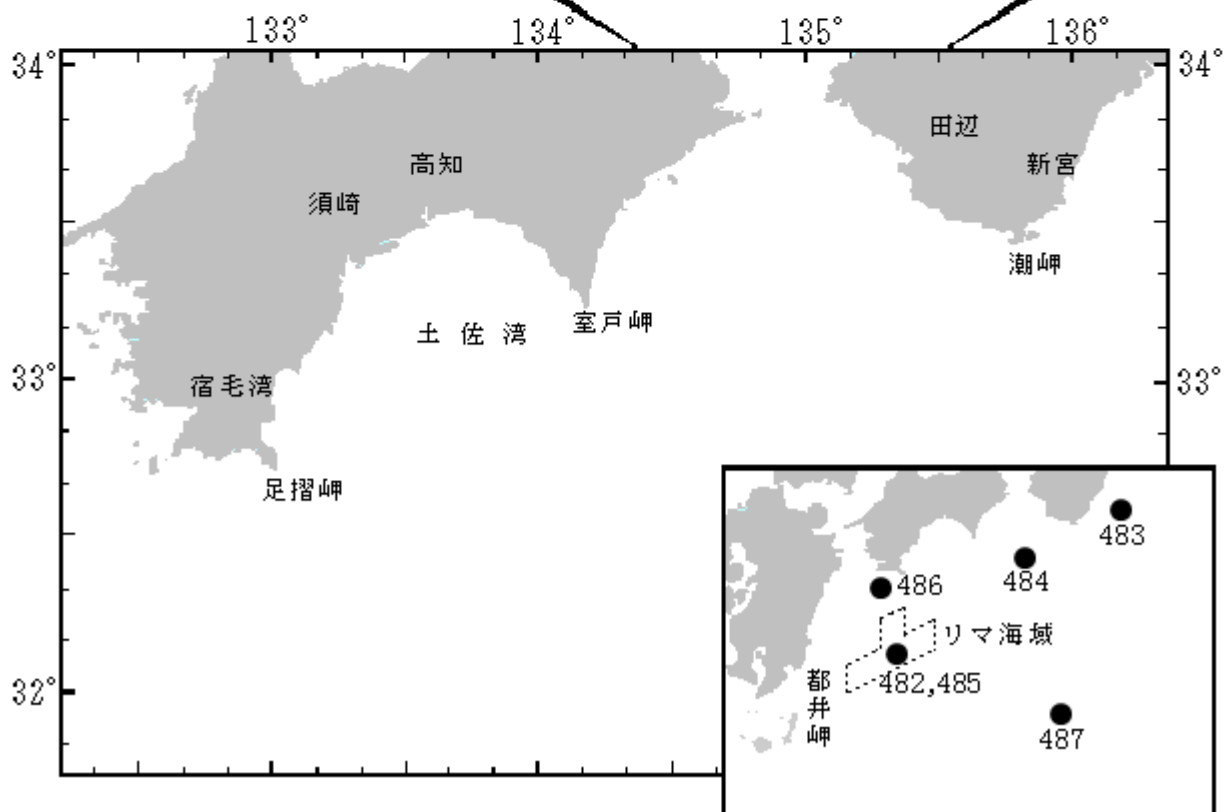 133° 134° 135° 136°
34° 34°
田辺
高知 新宮
須崎
潮岬
土佐湾 室戸岬
33° 33°
宿毛湾
足摺岬
483
484
486
リマ海域
482,485
都井岬
32°
487